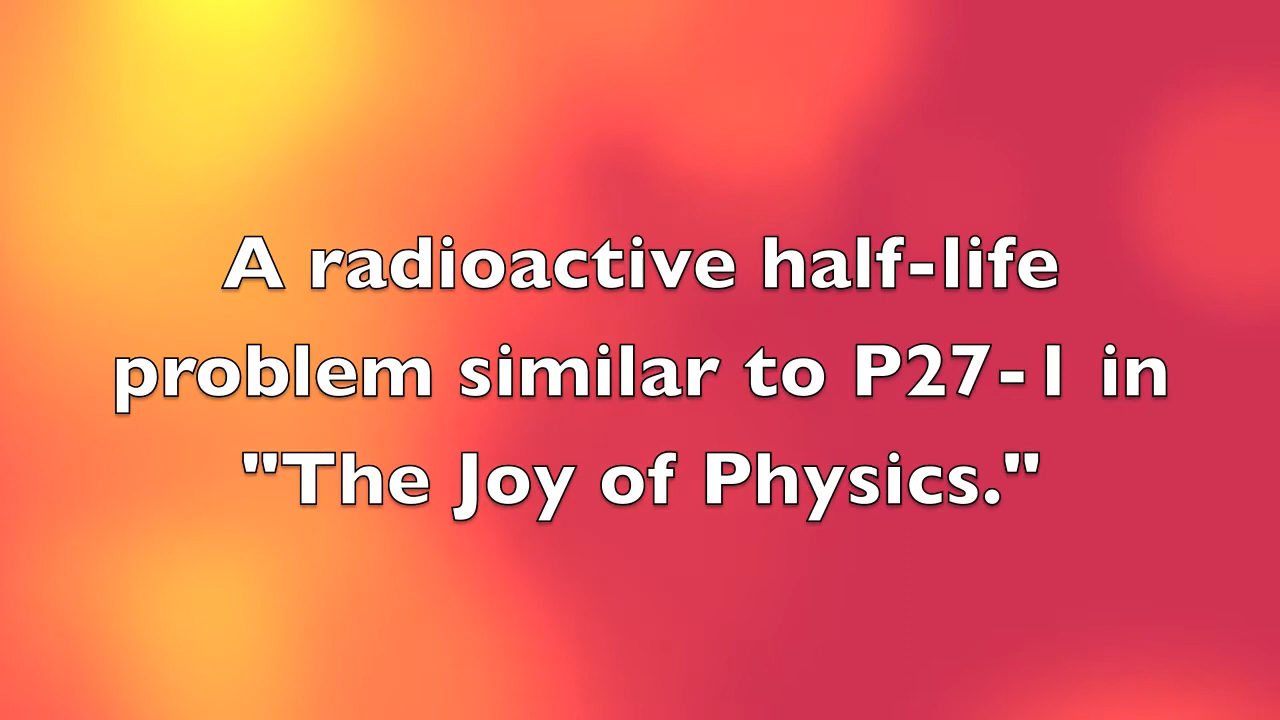 A radioactive half-life
problem similar to P27-1 in
"The Joy of Physics."